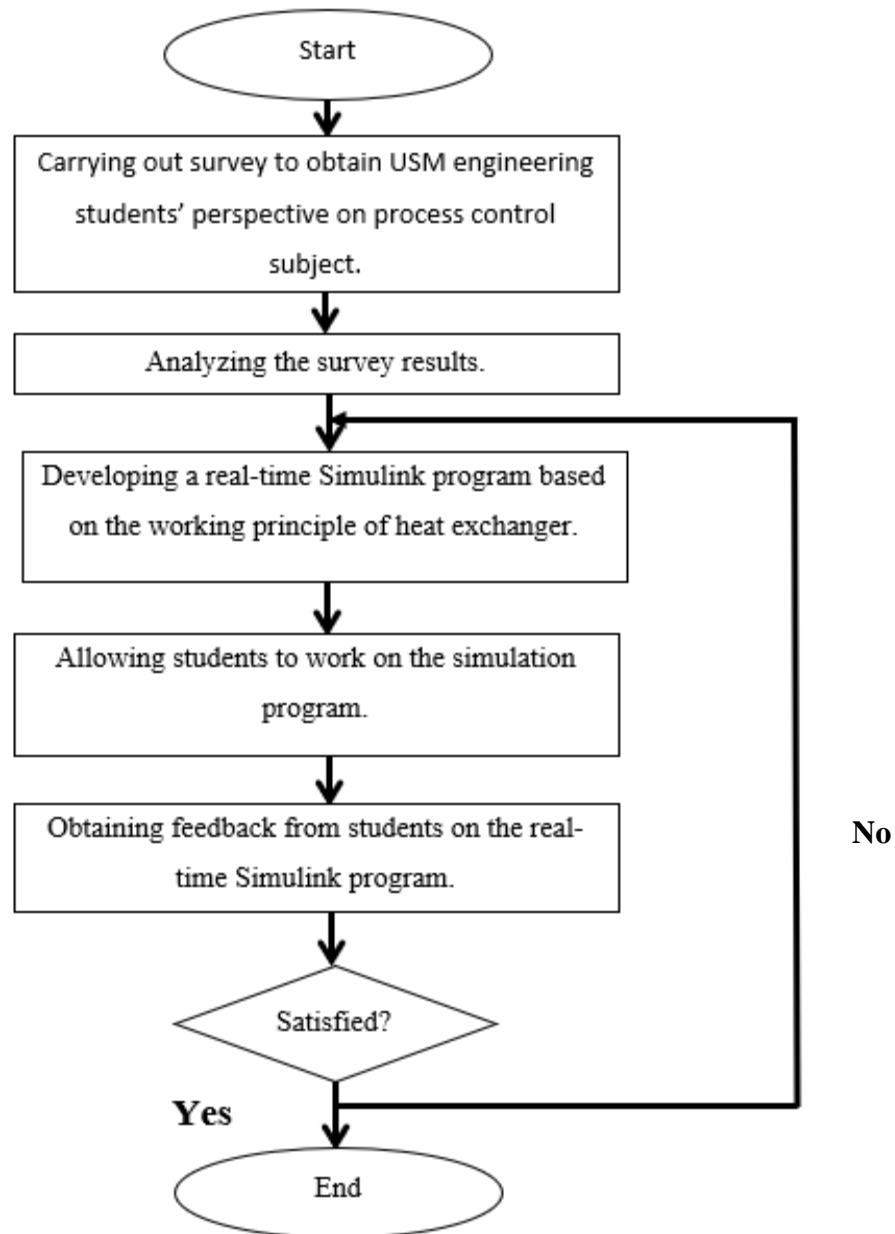 Start
Carrying out survey to obtain USM engineering
students’ perspective on process control
subject.
Analyzing the survey results.
Developing a real-time Simulink program based
on the working principle of heat exchanger.
Allowing students to work on the simulation
program.
Obtaining feedback from students on the real-
time Simulink program.
No
Satisfied?
Yes
End